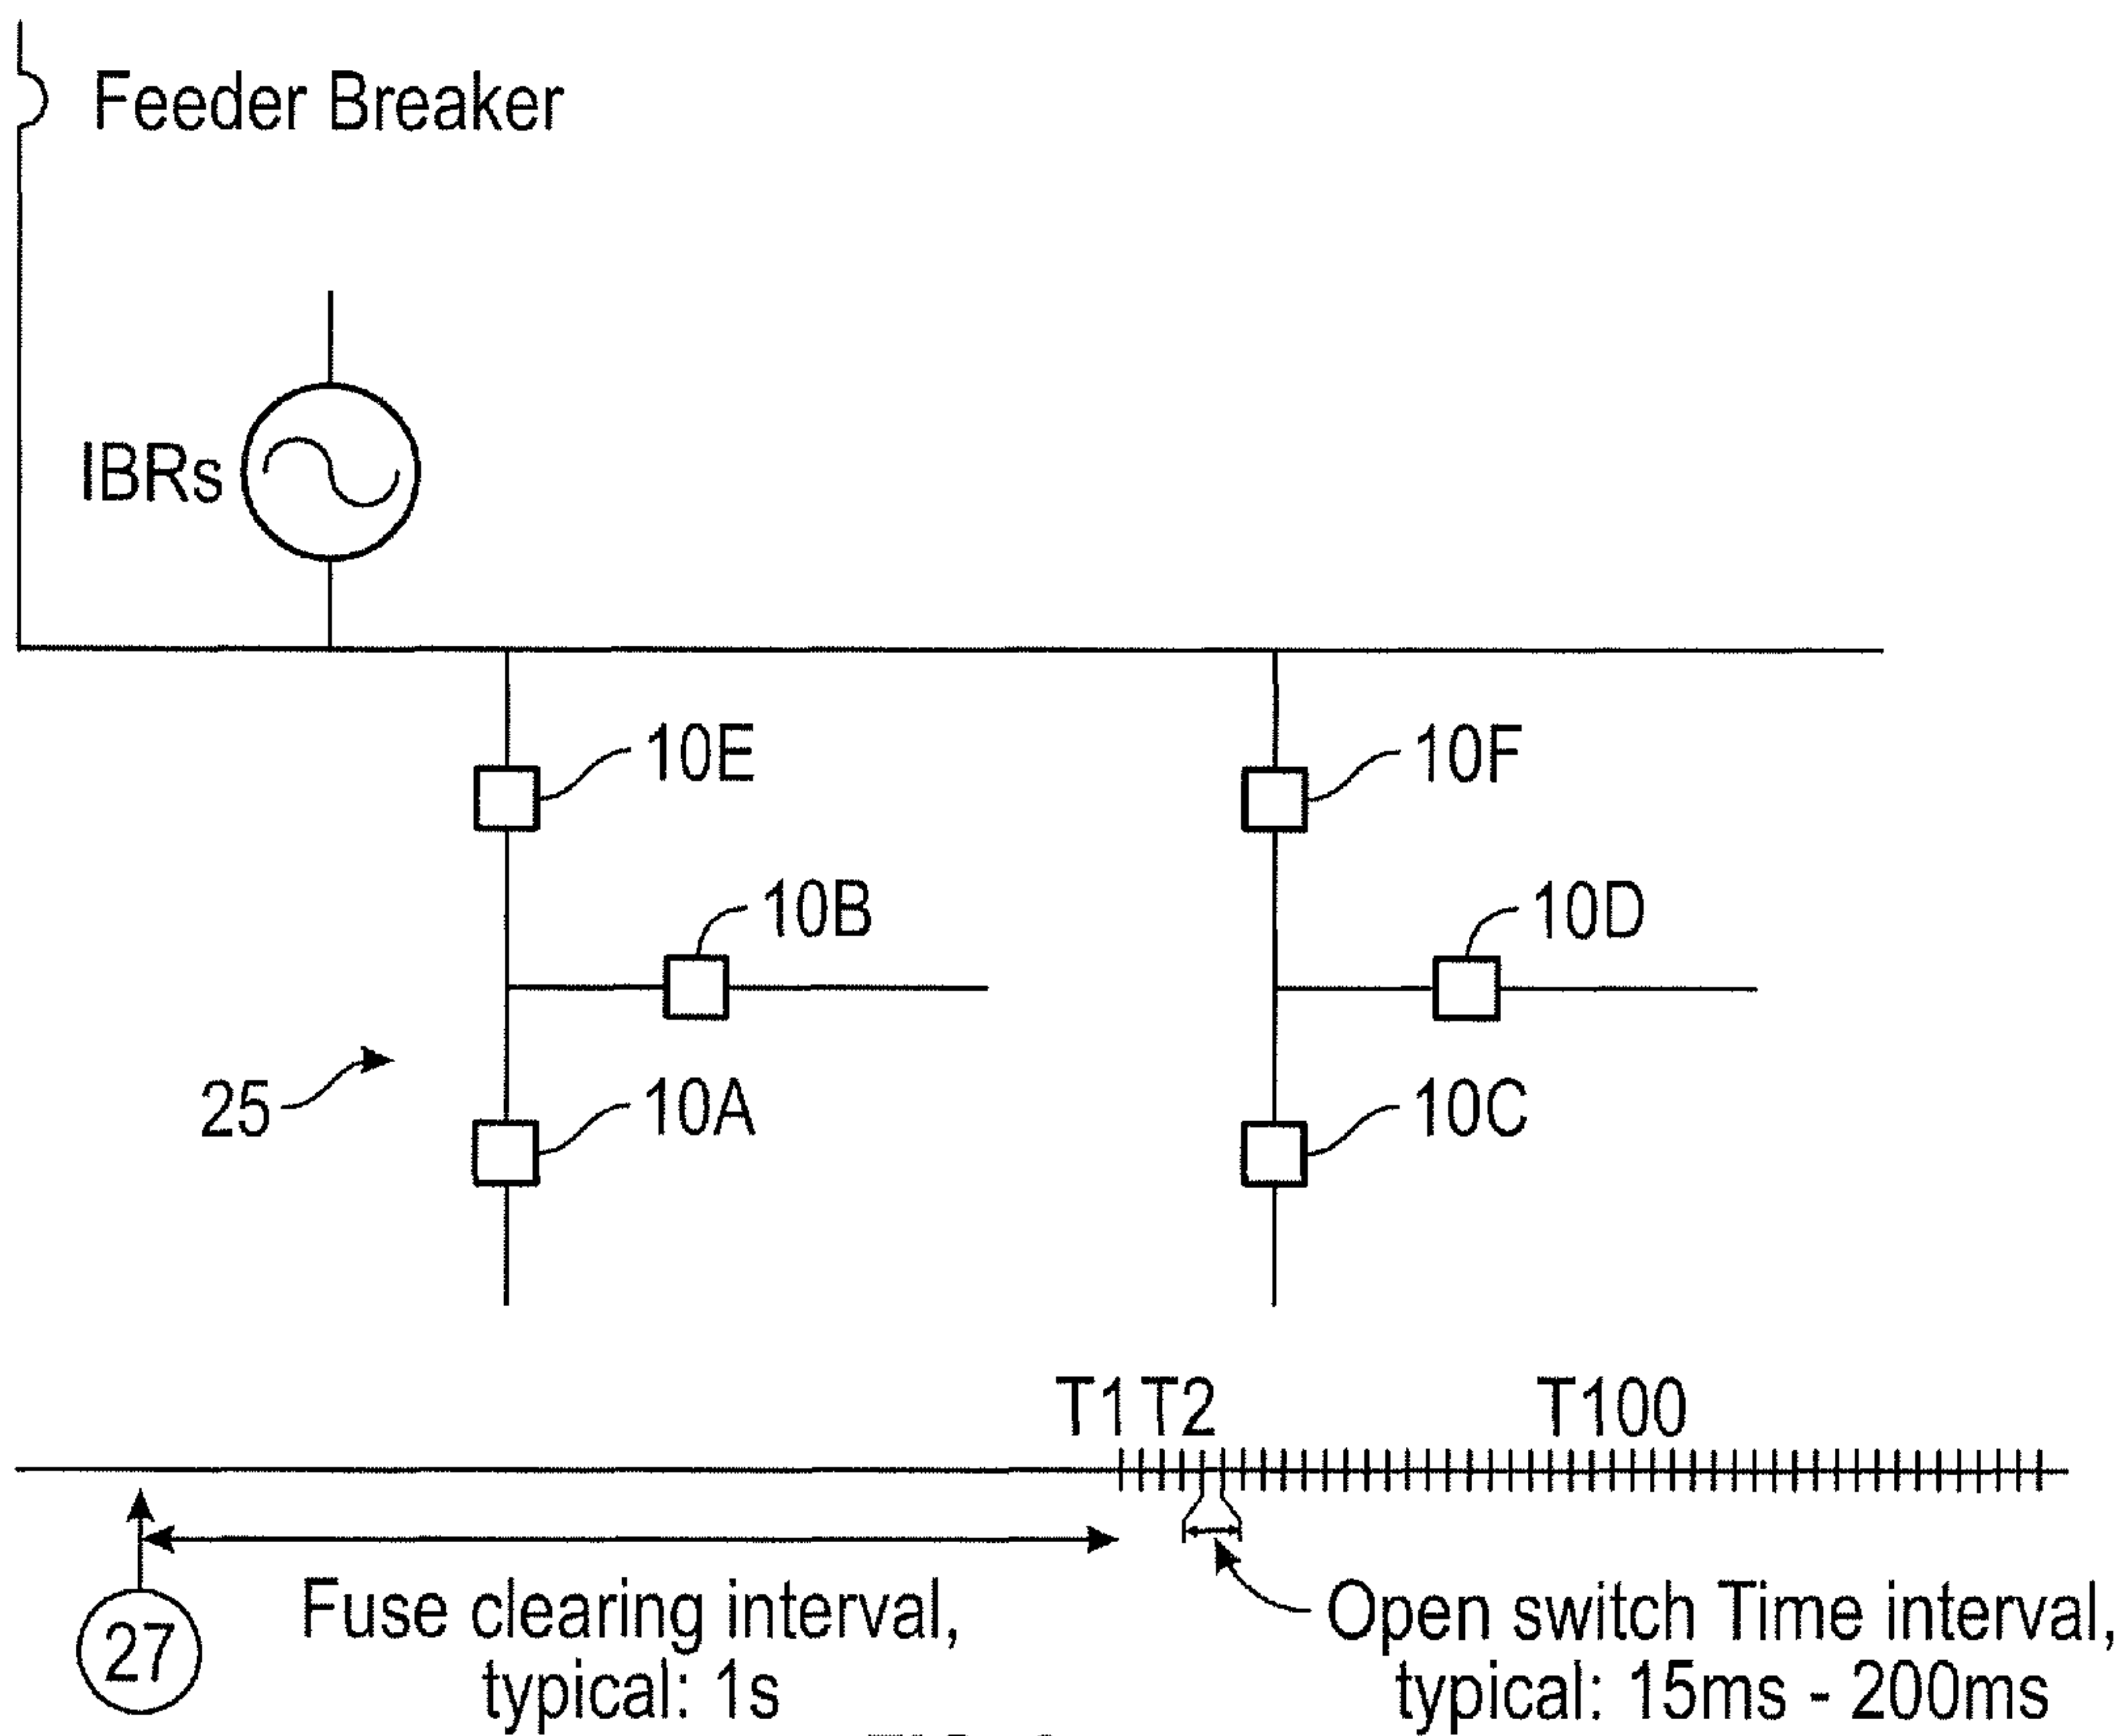 Feeder Breaker
IBRs
10E
10F
10B
10D
25
10A
10C
T1 T2
T100
27
Fuse clearing interval,
typical: 1s
Open switch Time interval,
typical: 15ms - 200ms